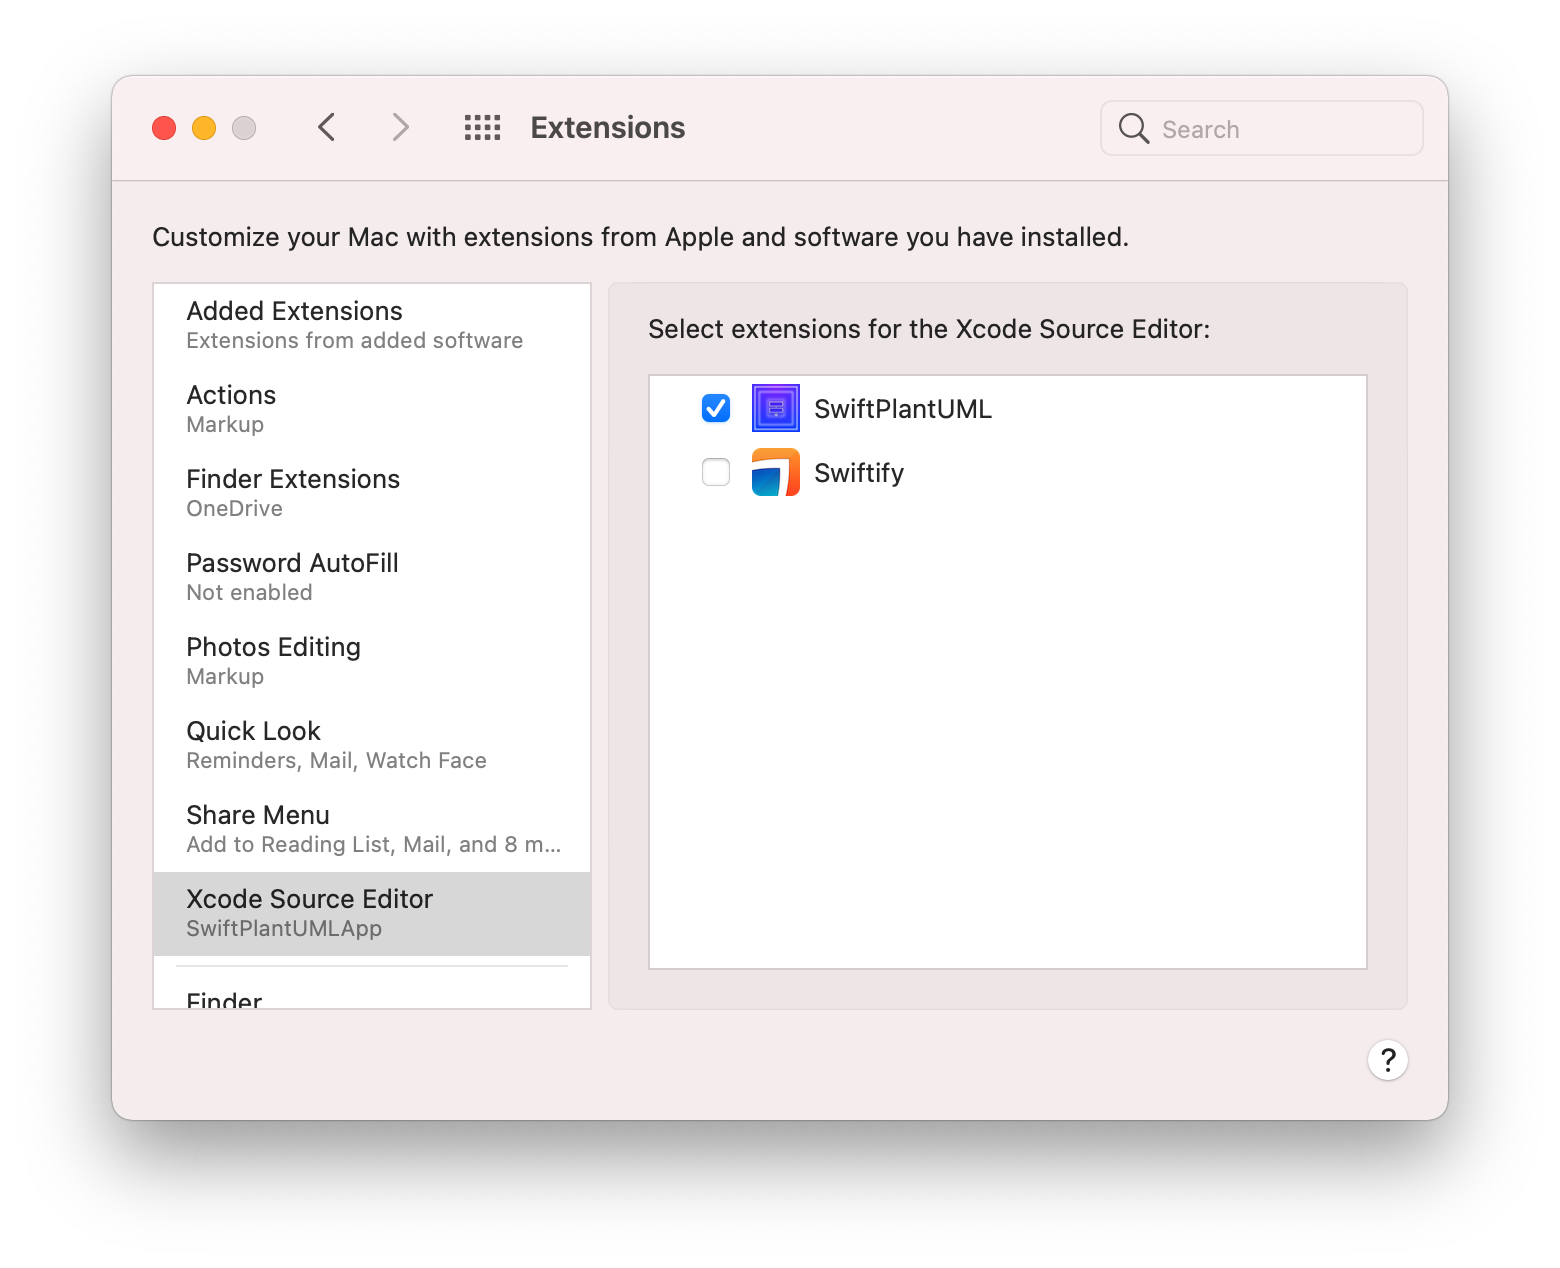 Extensions
Search
Customize your Mac with extensions from Apple and software you have installed.
Added Extensions
Extensions from added software
Actions
Markup
Finder Extensions
OneDrive
Password AutoFill
Not enabled
Photos Editing
Markup
Quick Look
Reminders, Mail, Watch Face
Share Menu
Add to Reading List, Mail, and 8 m...
Xcode Source Editor
SwiftPlantUMLApp
Finder
Select extensions for the Xcode Source Editor:
SwiftPlantUML
Swiftify
?